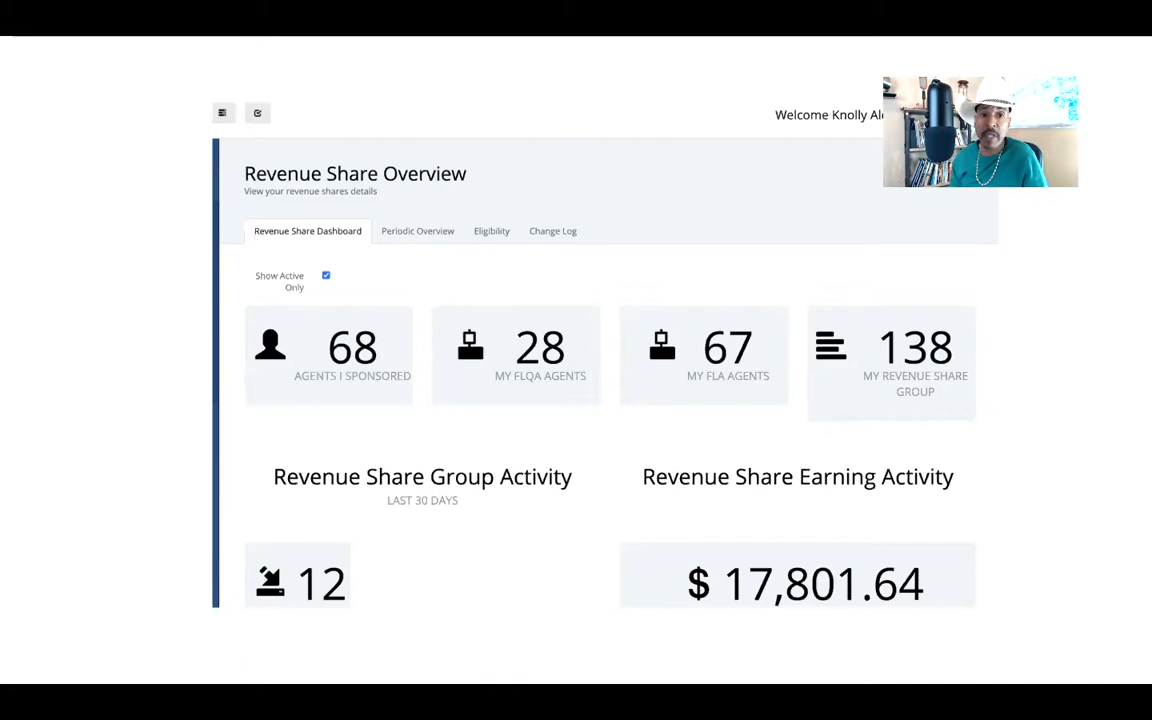 Welcome Knolly
Revenue Share Overview
View your revenue shares details
Revenue Share Dashboard Periodic Overview Eligibility Change Log
Show Active
Only
68
AGENTS I SPONSORED
28
MY FLQA AGENTS
67
MY FLA AGENTS
138
MY REVENUE SHARE
GROUP
Revenue Share Group Activity
LAST 30 DAYS
Revenue Share Earning Activity
12
$ 17,801.64